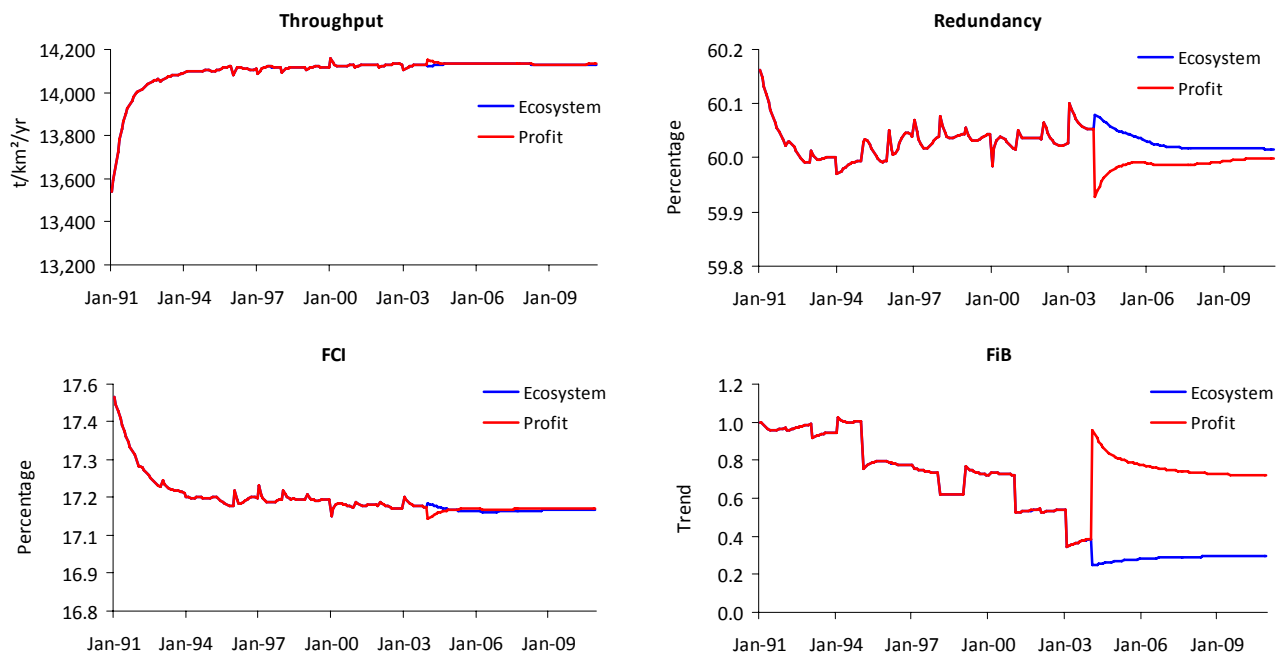 Throughput
t/km²/yr
14,200
14,000
13,800
13,600
13,400
13,200
Jan-91 Jan-94 Jan-97 Jan-00 Jan-03 Jan-06 Jan-09
Ecosystem
Profit
Redundancy
Percentage
60.2
60.1
60.0
59.9
59.8
Jan-91 Jan-94 Jan-97 Jan-00 Jan-03 Jan-06 Jan-09
Ecosystem
Profit
FCI
Percentage
17.6
17.4
17.3
17.2
17.1
16.9
16.8
Jan-91 Jan-94 Jan-97 Jan-00 Jan-03 Jan-06 Jan-09
Ecosystem
Profit
FiB
Trend
1.2
1.0
0.8
0.6
0.4
0.2
0.0
Jan-91 Jan-94 Jan-97 Jan-00 Jan-03 Jan-06 Jan-09
Ecosystem
Profit